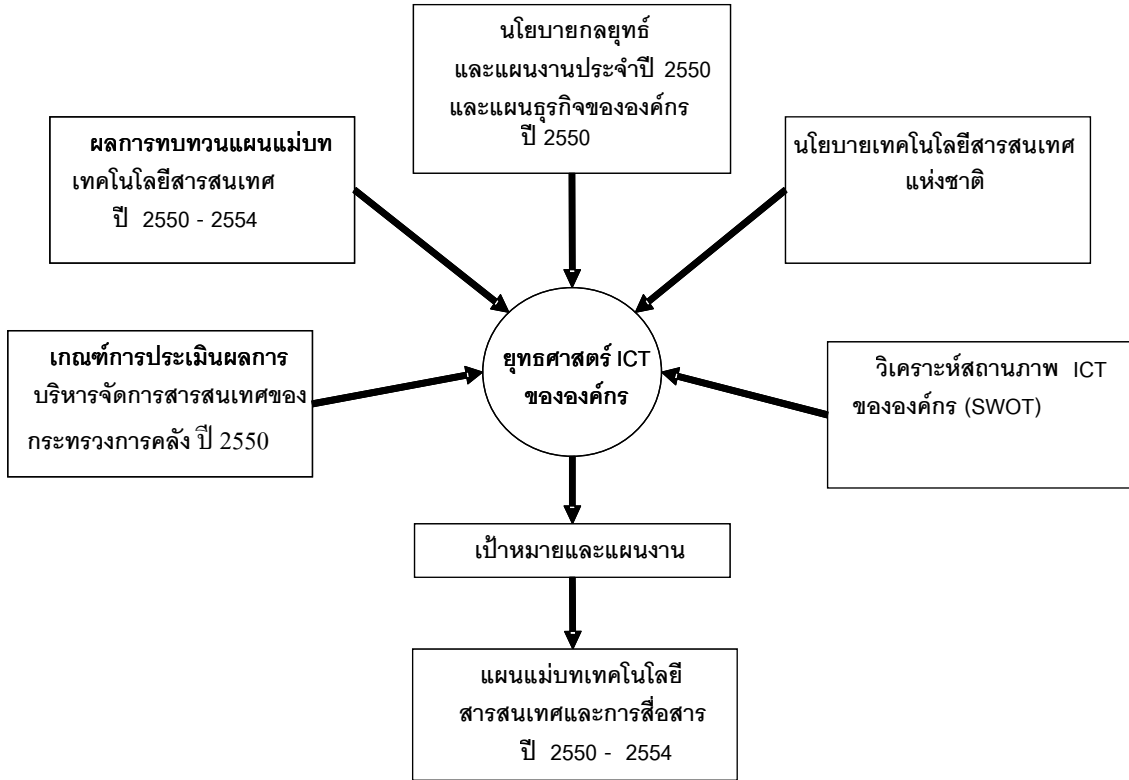 นโยบายกลยุทธ์
และแผนงานประจำปี 2550
และแผนธุรกิจขององค์กร
ปี 2550
ผลการทบทวนแผนแม่บท
เทคโนโลยีสารสนเทศ
ปี 2550 - 2554
นโยบายเทคโนโลยีสารสนเทศ
แห่งชาติ
เกณฑ์การประเมินผลการ
บริหารจัดการสารสนเทศของ
กระทรวงการคลัง ปี 2550
ยุทธศาสตร์ ICT
ขององค์กร
วิเคราะห์สถานภาพ ICT
ขององค์กร (SWOT)
เป้าหมายและแผนงาน
แผนแม่บทเทคโนโลยี
สารสนเทศและการสื่อสาร
ปี 2550 - 2554